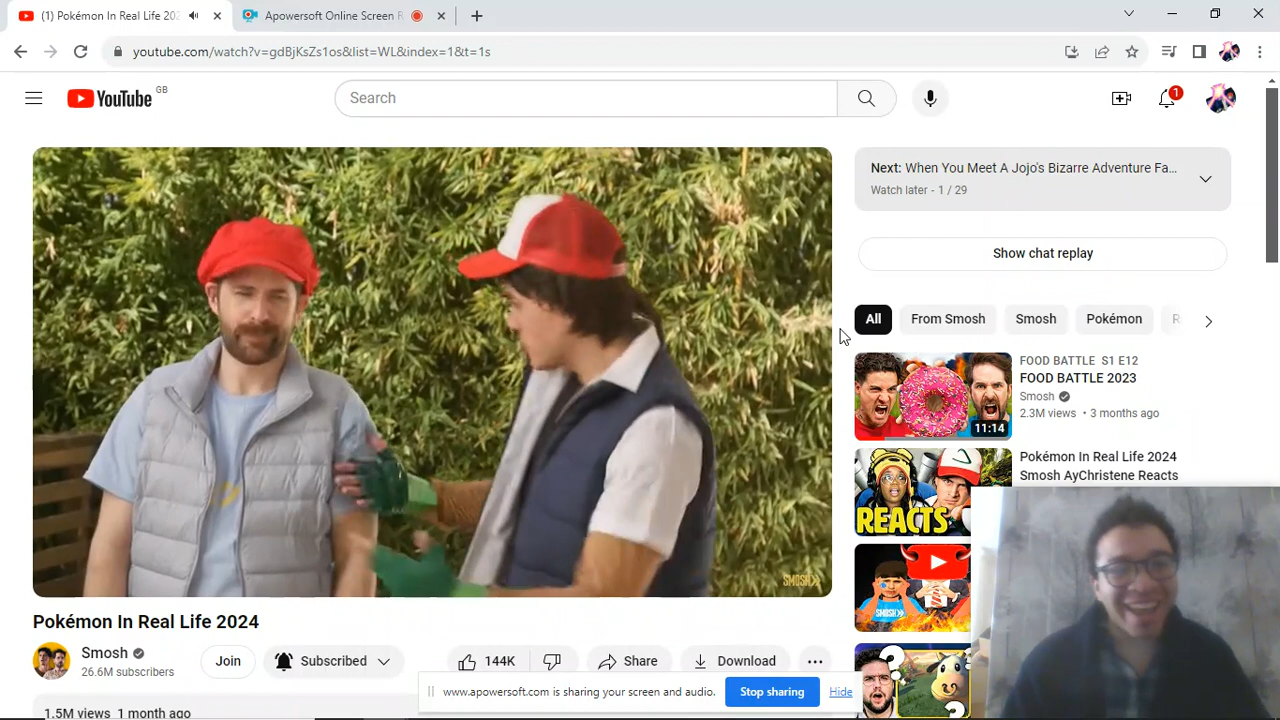 (1) Pokémon In Real Life 202
Apowersoft Online Screen R
youtube.com/watch?v=gdBjKsZs1os&list=WL&index=1&t=1s
YouTube GB
Search
1
Next: When You Meet A Jojo's Bizarre Adventure Fa...
Watch later - 1 / 29
Show chat replay
All
From Smosh
Smosh
Pokémon
FOOD BATTLE S1 E12
FOOD BATTLE 2023
Smosh
2.3M views • 3 months ago
11:14
Pokémon In Real Life 2024
Smosh AyChristene Reacts
REACTS
SMOSH
SMOSH
Pokémon In Real Life 2024
Smosh
26.6M subscribers
Join
Subscribed
144K
Share
Download
www.apowersoft.com is sharing your screen and audio.
Stop sharing
Hide
1.5M views 1 month ago